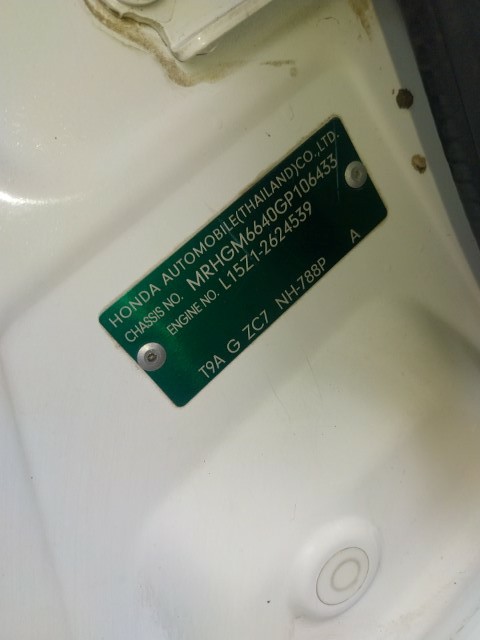 HONDA AUTOMOBILE(THAILAND)CO.,LTD.
CHASSIS NO. MRHGM6640GP106433
ENGINE NO. L15Z1-2624539
T9A G ZC7 NH-788P A